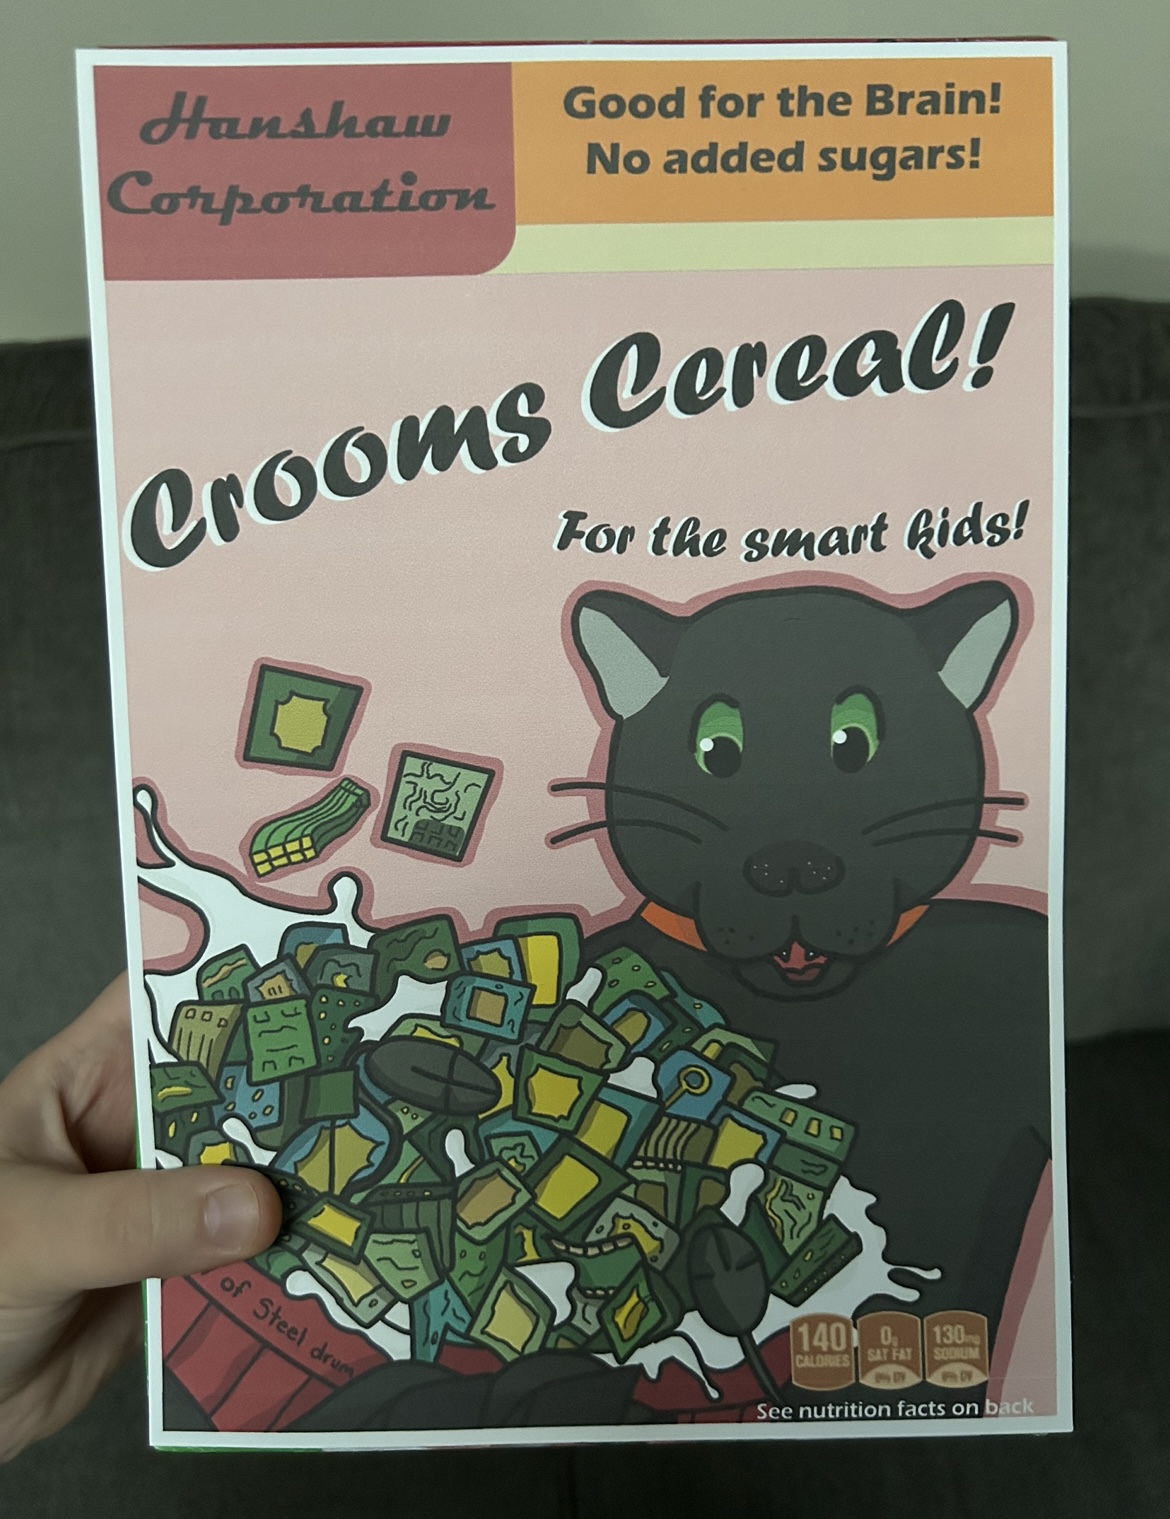 Hanshaw
Corporation
Good for the Brain!
No added sugars!
Crooms Cereal!
For the smart kids!
of Steel drum
140
CALORIES
0g
SAT FAT
0% DV
130mg
SODIUM
6% DV
See nutrition facts on back